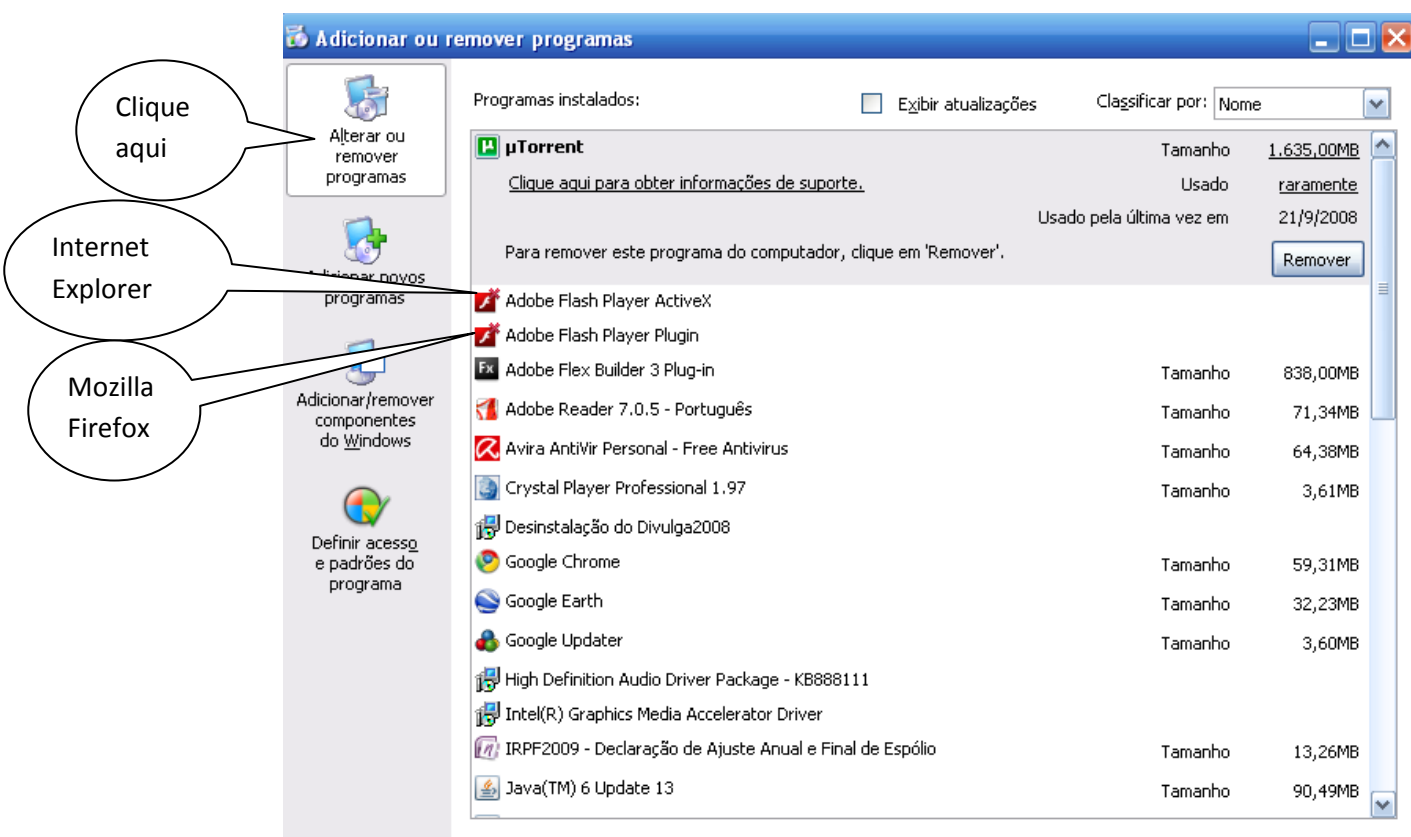 Adicionar ou remover programas
Clique
aqui
Alterar ou
remover
programas
Internet
Explorer
Adicionar novos
programas
Mozilla
Firefox
Adicionar/remover
componentes
do Windows
Definir acesso
e padrões do
programa
Programas instalados:
Exibir atualizações
Classificar por: Nome
µTorrent Tamanho 1.635,00MB
Clique aqui para obter informações de suporte. Usado raramente
Usado pela última vez em 21/9/2008
Para remover este programa do computador, clique em 'Remover'. Remover
Adobe Flash Player ActiveX
Adobe Flash Player Plugin
Fx Adobe Flex Builder 3 Plug-in Tamanho 838,00MB
Adobe Reader 7.0.5 - Português Tamanho 71,34MB
Avira AntiVir Personal - Free Antivirus Tamanho 64,38MB
Crystal Player Professional 1.97 Tamanho 3,61MB
Desinstalação do Divulga2008
Google Chrome Tamanho 59,31MB
Google Earth Tamanho 32,23MB
Google Updater Tamanho 3,60MB
High Definition Audio Driver Package - KB888111
Intel(R) Graphics Media Accelerator Driver
IRPF2009 - Declaração de Ajuste Anual e Final de Espólio Tamanho 13,26MB
Java(TM) 6 Update 13 Tamanho 90,49MB